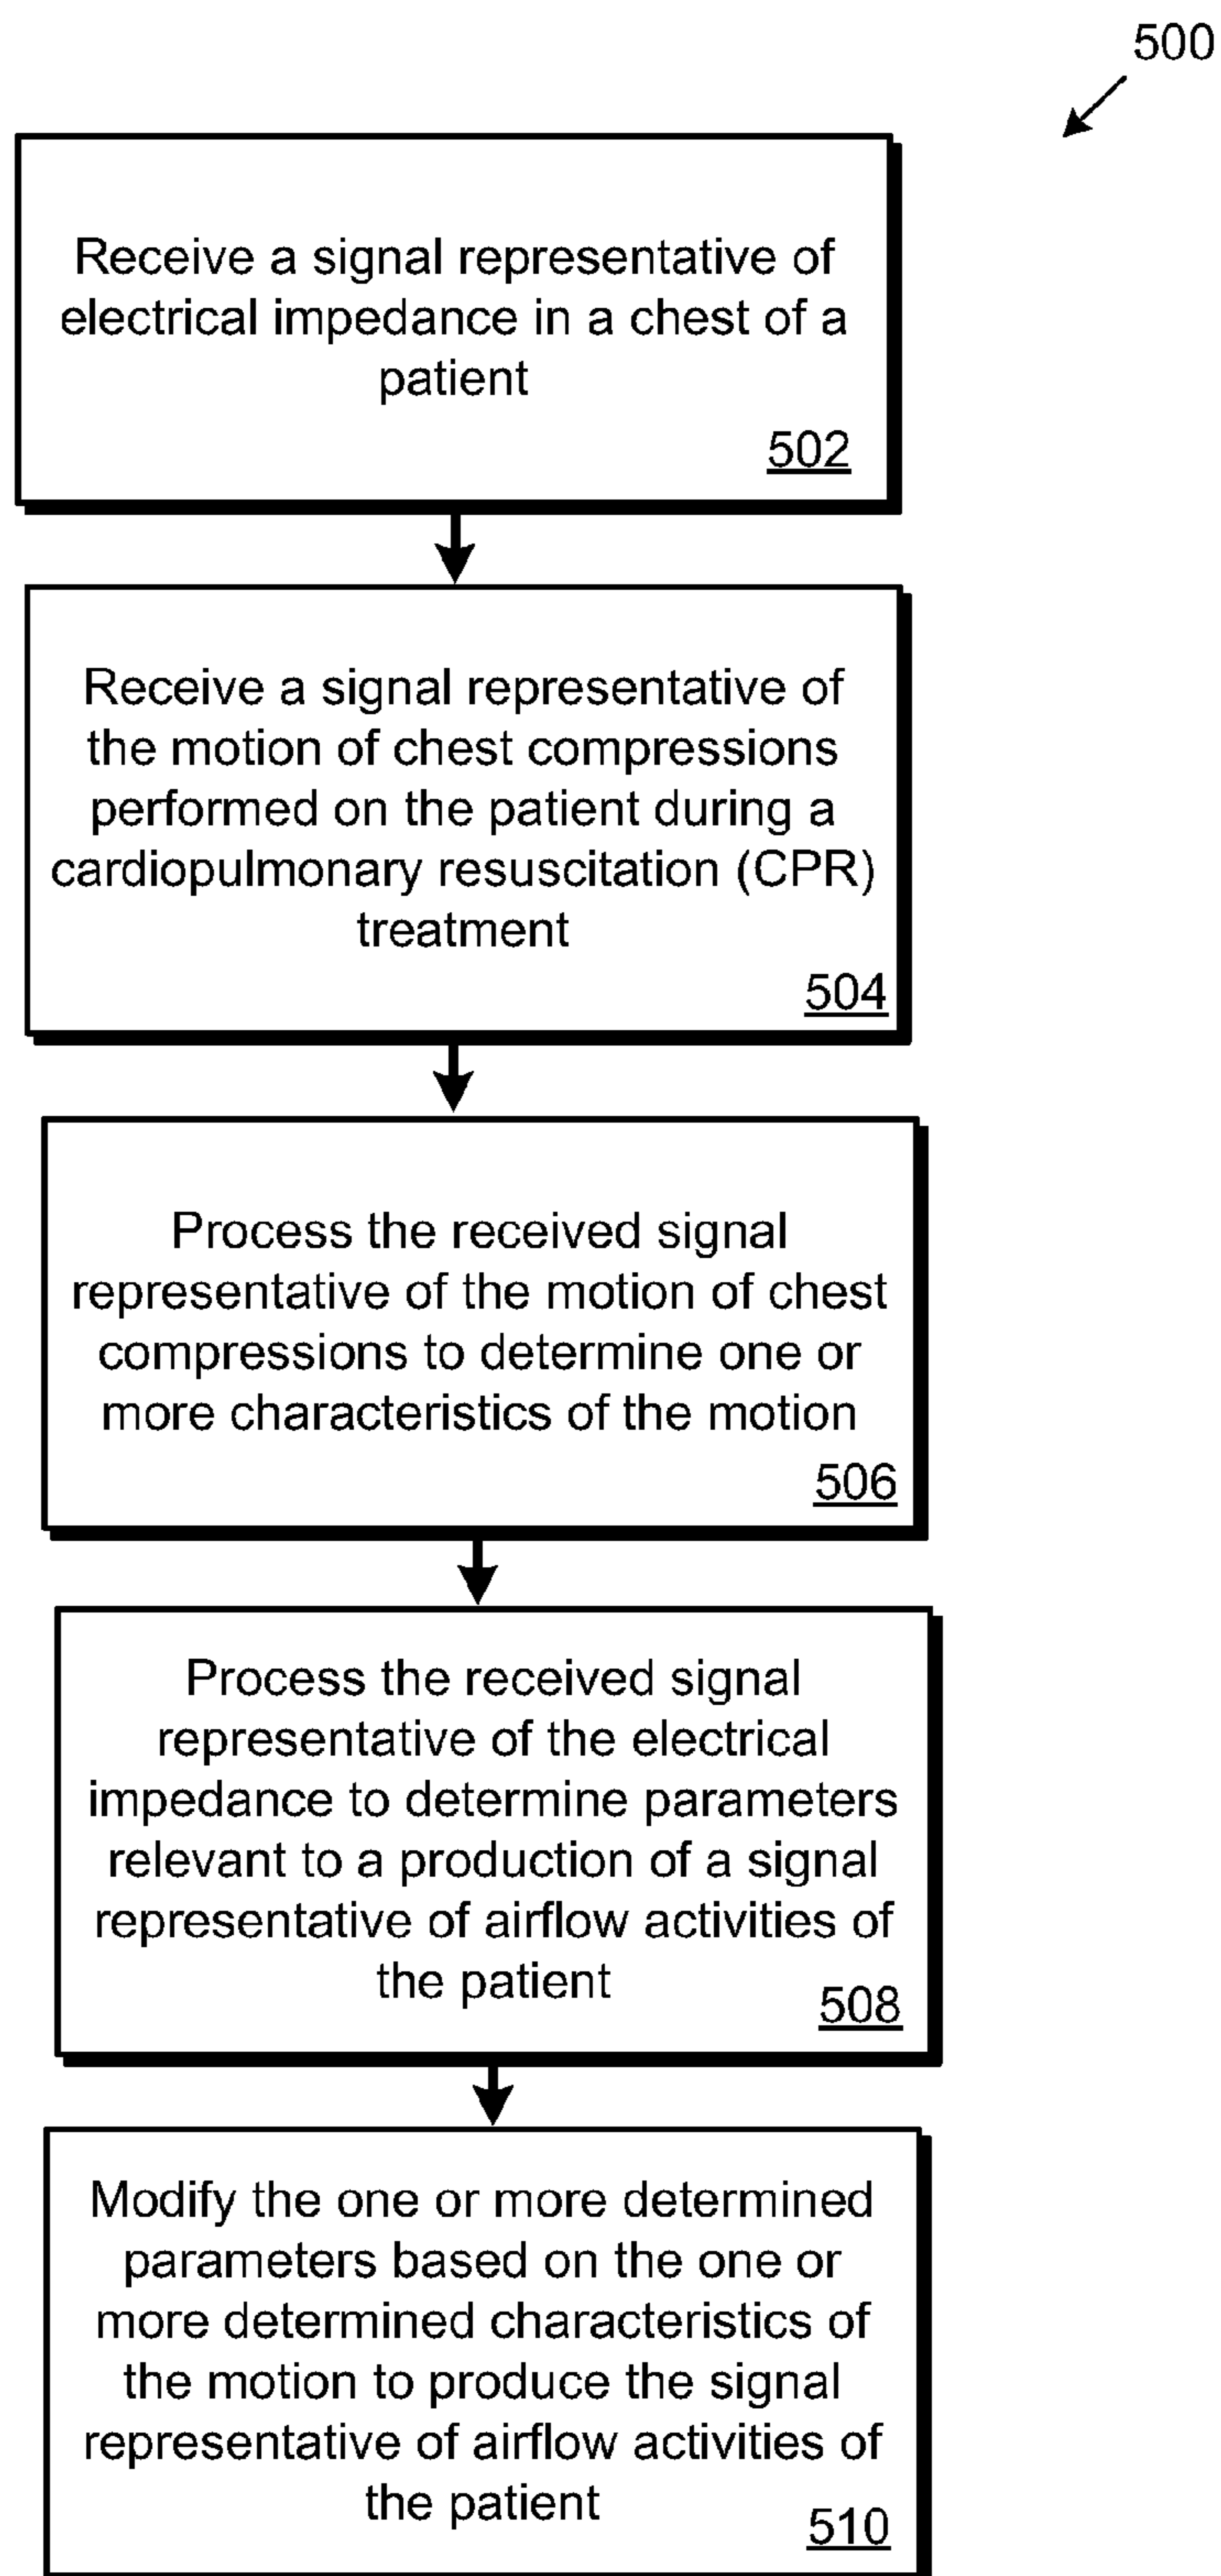 500
Receive a signal representative of
electrical impedance in a chest of a
patient
502
Receive a signal representative of
the motion of chest compressions
performed on the patient during a
cardiopulmonary resuscitation (CPR)
treatment
504
Process the received signal
representative of the motion of chest
compressions to determine one or
more characteristics of the motion
506
Process the received signal
representative of the electrical
impedance to determine parameters
relevant to a production of a signal
representative of airflow activities of
the patient
508
Modify the one or more determined
parameters based on the one or
more determined characteristics of
the motion to produce the signal
representative of airflow activities of
the patient
510